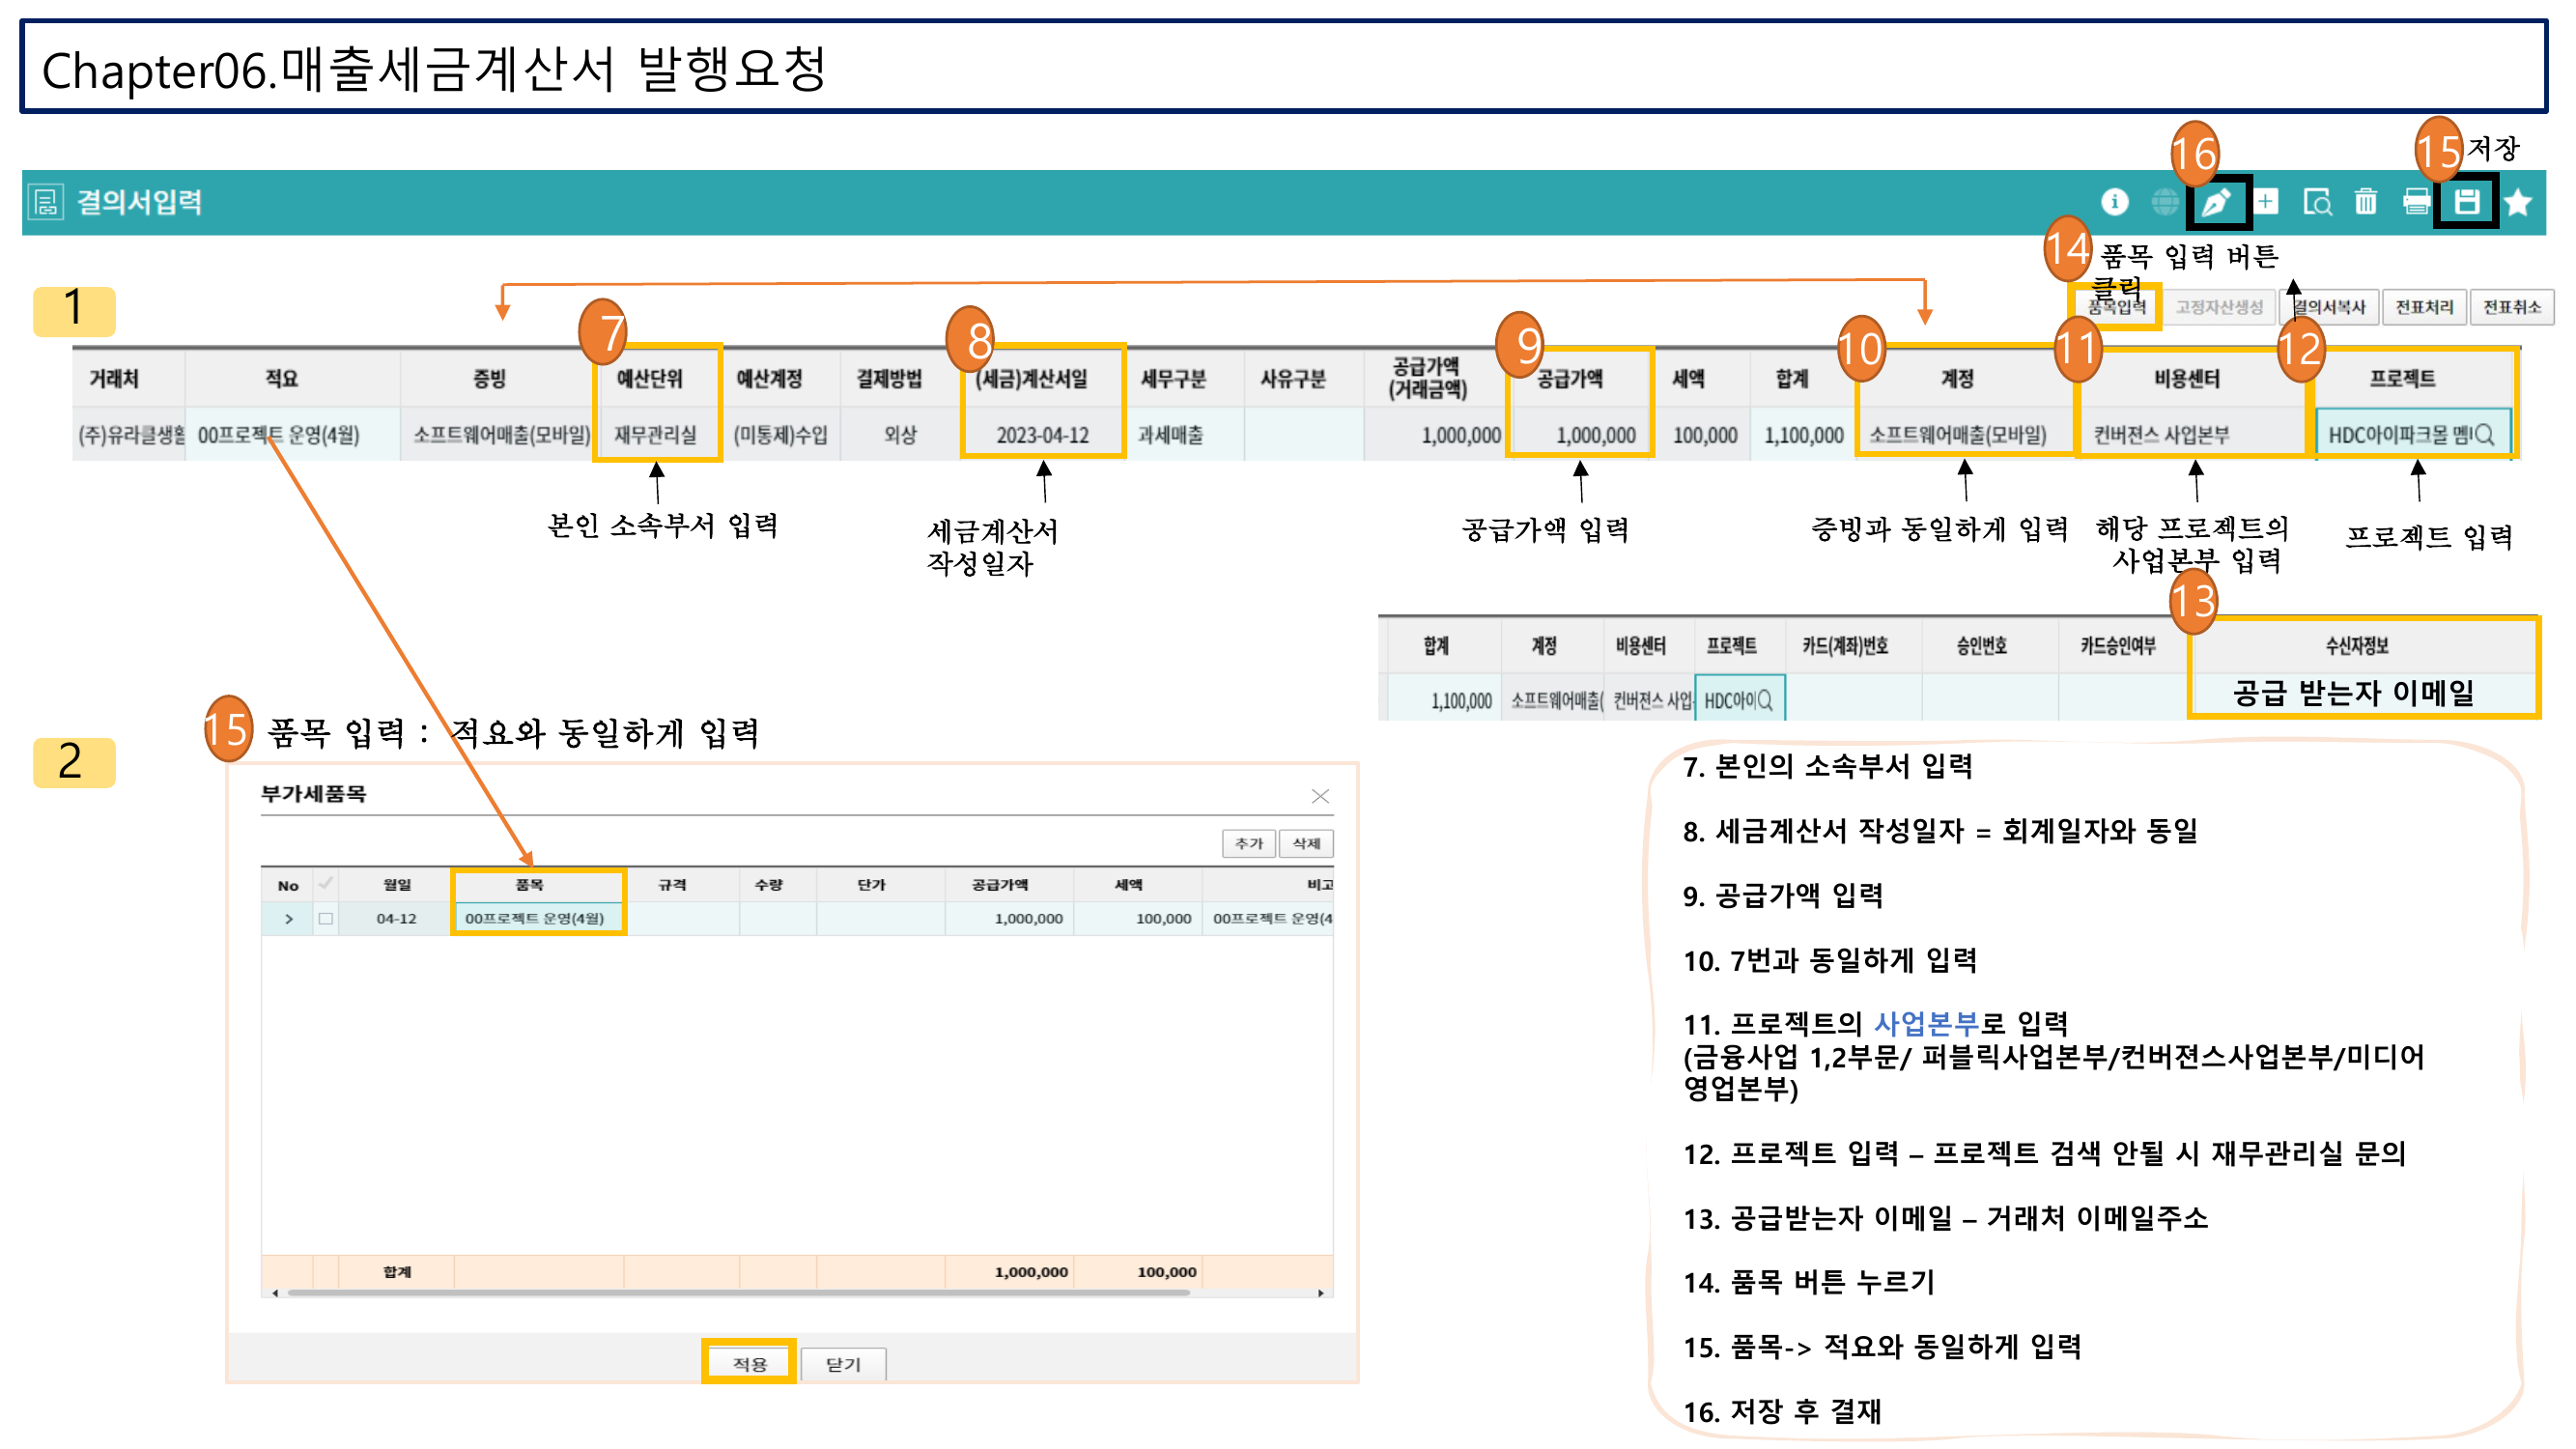 Chapter06.매출세금계산서 발행요청
16
15 저장
결의서입력
14 품목 입력 버튼
클릭
1
품목입력 고정자산생성 결의서복사 전표처리 전표취소
7 8 9 10 11 12
거래처 적요 증빙 예산단위 예산계정 결제방법 (세금)계산서일 세무구분 사유구분 공급가액 (거래금액) 공급가액 세액 합계 계정 비용센터 프로젝트
(주)유라클생활 00프로젝트 운영(4월) 소프트웨어매출(모바일) 재무관리실 (미통제)수입 외상 2023-04-12 과세매출 1,000,000 1,000,000 100,000 1,100,000 소프트웨어매출(모바일) 컨버젼스 사업본부 HDC아이파크몰 멤
본인 소속부서 입력
세금계산서
작성일자
공급가액 입력
증빙과 동일하게 입력
해당 프로젝트의
사업본부 입력
프로젝트 입력
13
합계 계정 비용센터 프로젝트 카드(계좌)번호 승인번호 카드승인여부 수신자정보
1,100,000 소프트웨어매출( 컨버젼스 사업 HDC아이 공급 받는자 이메일
15 품목 입력 : 적요와 동일하게 입력
2
부가세품목
추가 삭제
No 월일 품목 규격 수량 단가 공급가액 세액 비고
04-12 00프로젝트 운영(4월) 1,000,000 100,000 00프로젝트 운영(4
합계 1,000,000 100,000
적용 닫기
7. 본인의 소속부서 입력
8. 세금계산서 작성일자 = 회계일자와 동일
9. 공급가액 입력
10. 7번과 동일하게 입력
11. 프로젝트의 사업본부로 입력
(금융사업 1,2부문/ 퍼블릭사업본부/컨버젼스사업본부/미디어
영업본부)
12. 프로젝트 입력 – 프로젝트 검색 안될 시 재무관리실 문의
13. 공급받는자 이메일 – 거래처 이메일주소
14. 품목 버튼 누르기
15. 품목-> 적요와 동일하게 입력
16. 저장 후 결재